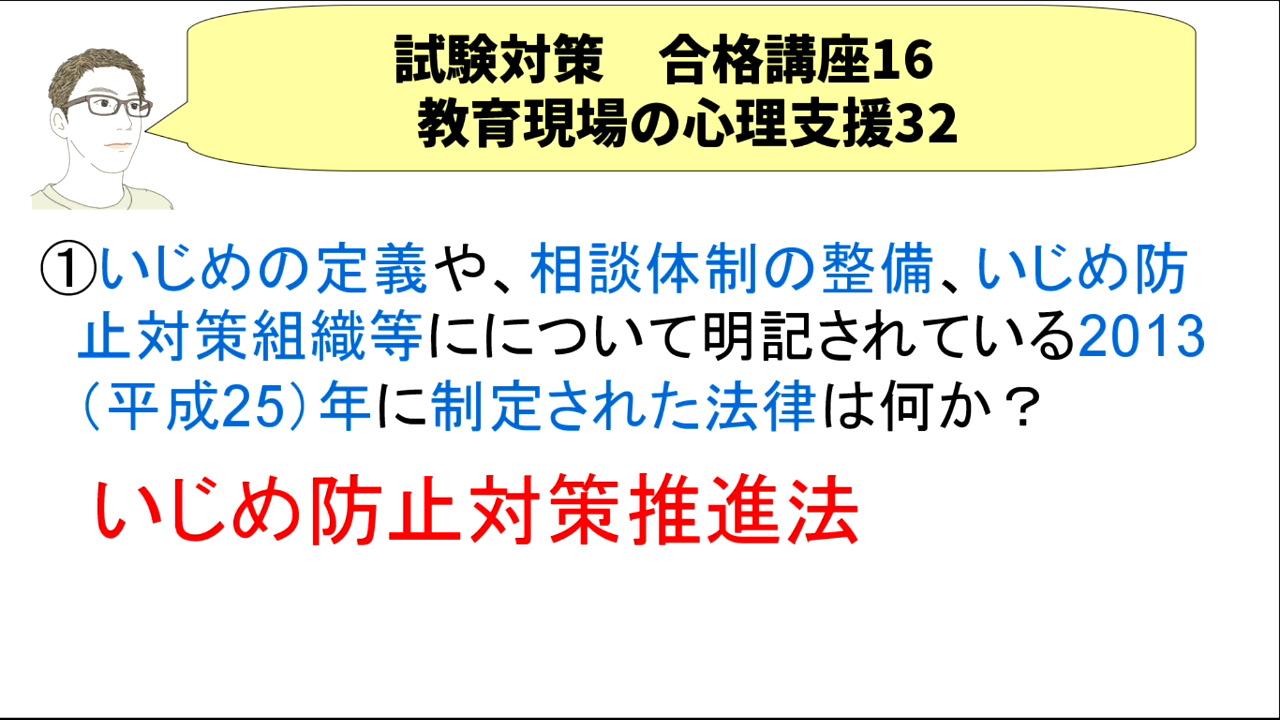 試験対策　合格講座16
教育現場の心理支援32
①いじめの定義や、相談体制の整備、いじめ防
止対策組織等にについて明記されている2013
（平成25）年に制定された法律は何か？
いじめ防止対策推進法